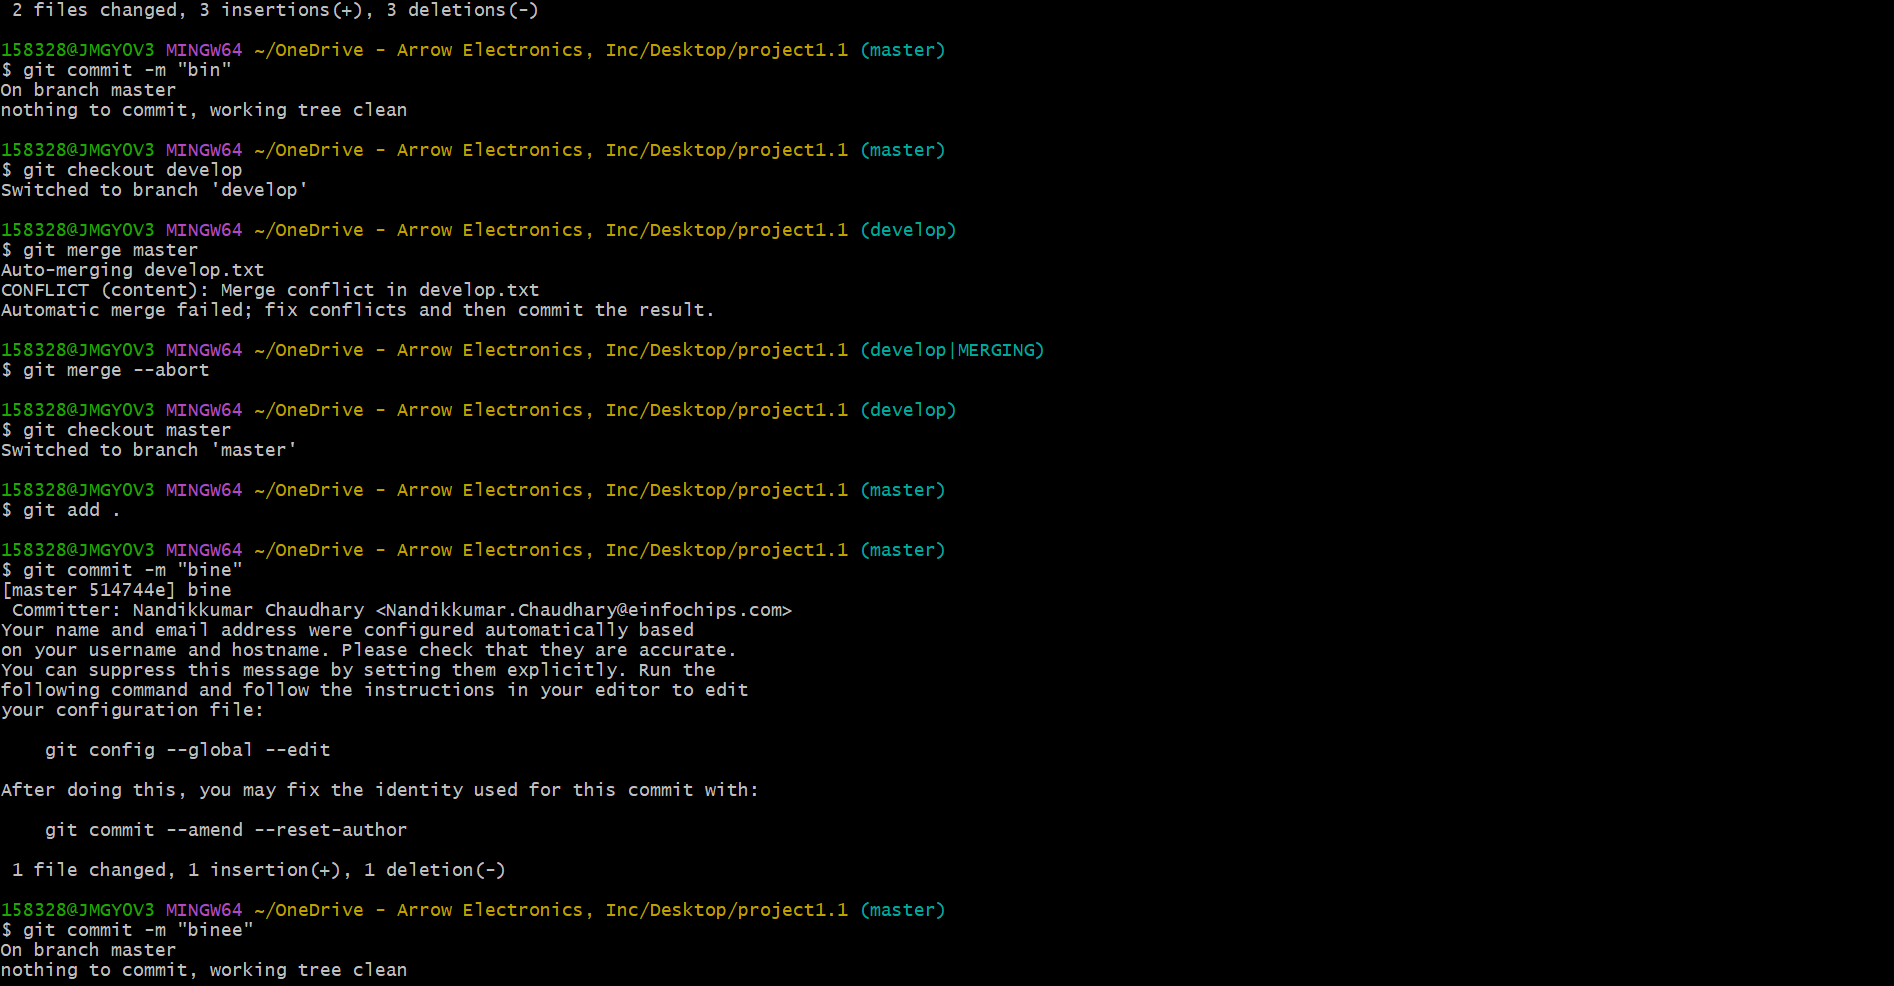 2 files changed, 3 insertions(+), 3 deletions(-)
158328@JMGYOV3 MINGW64 ~/OneDrive - Arrow Electronics, Inc/Desktop/project1.1 (master)
$ git commit -m "bin"
On branch master
nothing to commit, working tree clean
158328@JMGYOV3 MINGW64 ~/OneDrive - Arrow Electronics, Inc/Desktop/project1.1 (master)
$ git checkout develop
Switched to branch 'develop'
158328@JMGYOV3 MINGW64 ~/OneDrive - Arrow Electronics, Inc/Desktop/project1.1 (develop)
$ git merge master
Auto-merging develop.txt
CONFLICT (content): Merge conflict in develop.txt
Automatic merge failed; fix conflicts and then commit the result.
158328@JMGYOV3 MINGW64 ~/OneDrive - Arrow Electronics, Inc/Desktop/project1.1 (develop|MERGING)
$ git merge --abort
158328@JMGYOV3 MINGW64 ~/OneDrive - Arrow Electronics, Inc/Desktop/project1.1 (develop)
$ git checkout master
Switched to branch 'master'
158328@JMGYOV3 MINGW64 ~/OneDrive - Arrow Electronics, Inc/Desktop/project1.1 (master)
$ git add .
158328@JMGYOV3 MINGW64 ~/OneDrive - Arrow Electronics, Inc/Desktop/project1.1 (master)
$ git commit -m "bine"
[master 514744e] bine
 Committer: Nandikkumar Chaudhary <Nandikkumar.Chaudhary@einfochips.com>
Your name and email address were configured automatically based
on your username and hostname. Please check that they are accurate.
You can suppress this message by setting them explicitly. Run the
following command and follow the instructions in your editor to edit
your configuration file:
    git config --global --edit
After doing this, you may fix the identity used for this commit with:
    git commit --amend --reset-author
 1 file changed, 1 insertion(+), 1 deletion(-)
158328@JMGYOV3 MINGW64 ~/OneDrive - Arrow Electronics, Inc/Desktop/project1.1 (master)
$ git commit -m "binee"
On branch master
nothing to commit, working tree clean